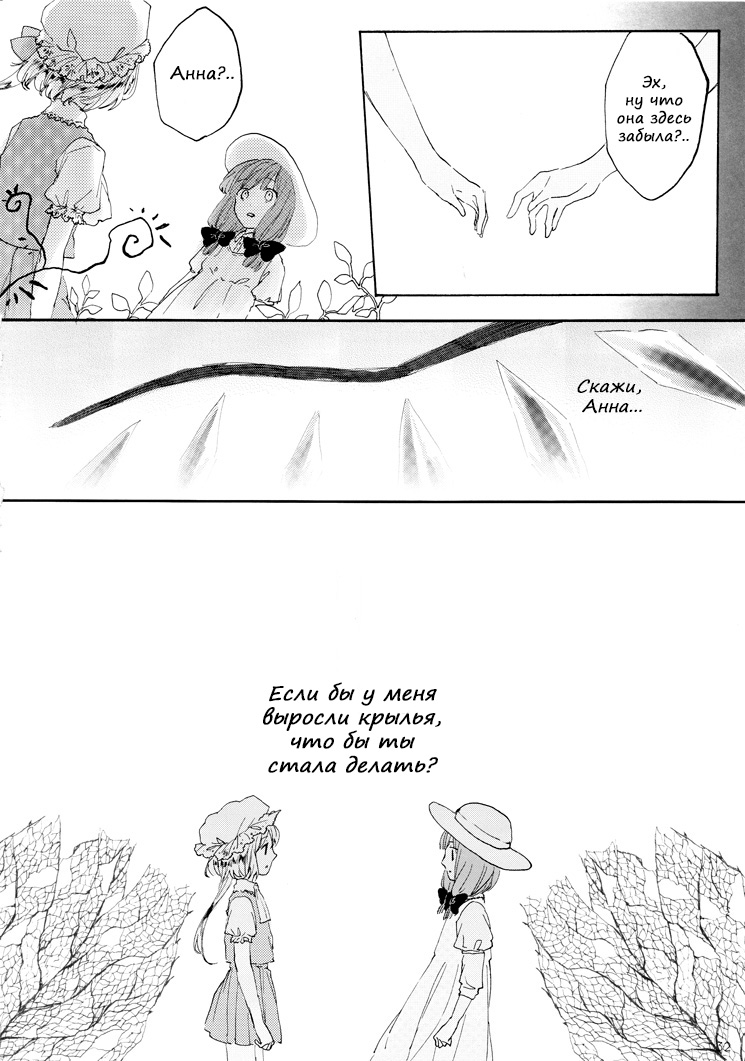 Эх,
ну что
она здесь
забыла?..
Анна?..
Скажи,
Анна...
Если бы у меня
выросли крылья,
что бы ты
стала делать?